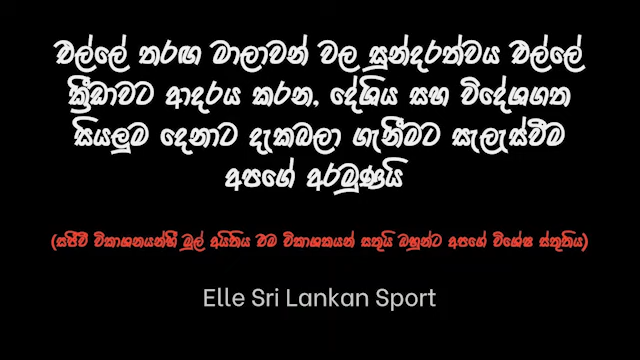 එල්ලේ තරඟ මාලාවන් වල සුන්දරත්වය එල්ලේ
ක්‍රීඩාවට ආදරය කරන, දේශිය සහ විදේශගත
සියලුම දෙනාට දැකබලා ගැනීමට සැලැස්වීම
අපගේ අරමුණයි
(සජීවී විකාශනයන්හී මුල් අයිතිය එම විකාශකයන් සතුයි ඔහුන්ට අපගේ විශේෂ ස්තූතිය)
Elle Sri Lankan Sport